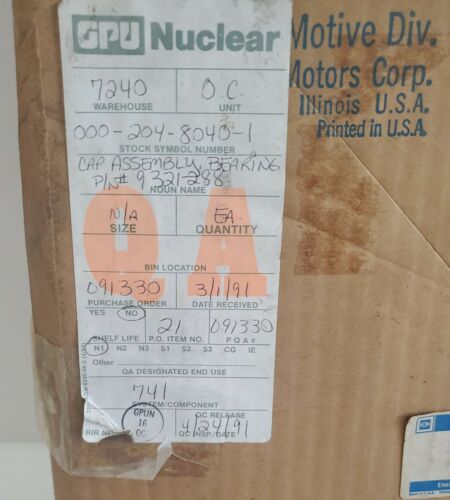 GPU Nuclear
7240 O.C.
WAREHOUSE UNIT
000-204-8040-1
STOCK SYMBOL NUMBER
CAP ASSEMBLY, BEARING
P/N# 9321288
NOUN NAME
N/A EA
SIZE QUANTITY
QA
BIN LOCATION
091330 3/1/91
PURCHASE ORDER DATE RECEIVED
YES NO 21 091330
SHELF LIFE P.O. ITEM NO. P Q A #
N1 N2 N3 S1 S2 S3 CG IE
Other
QA DESIGNATED END USE
741
SYSTEM/COMPONENT
GPUN
16
QC
QC RELEASE
4/24/91
RIR NO. QC INSP./DATE
Motive Div.
Motors Corp.
Illinois U.S.A.
Printed in U.S.A.